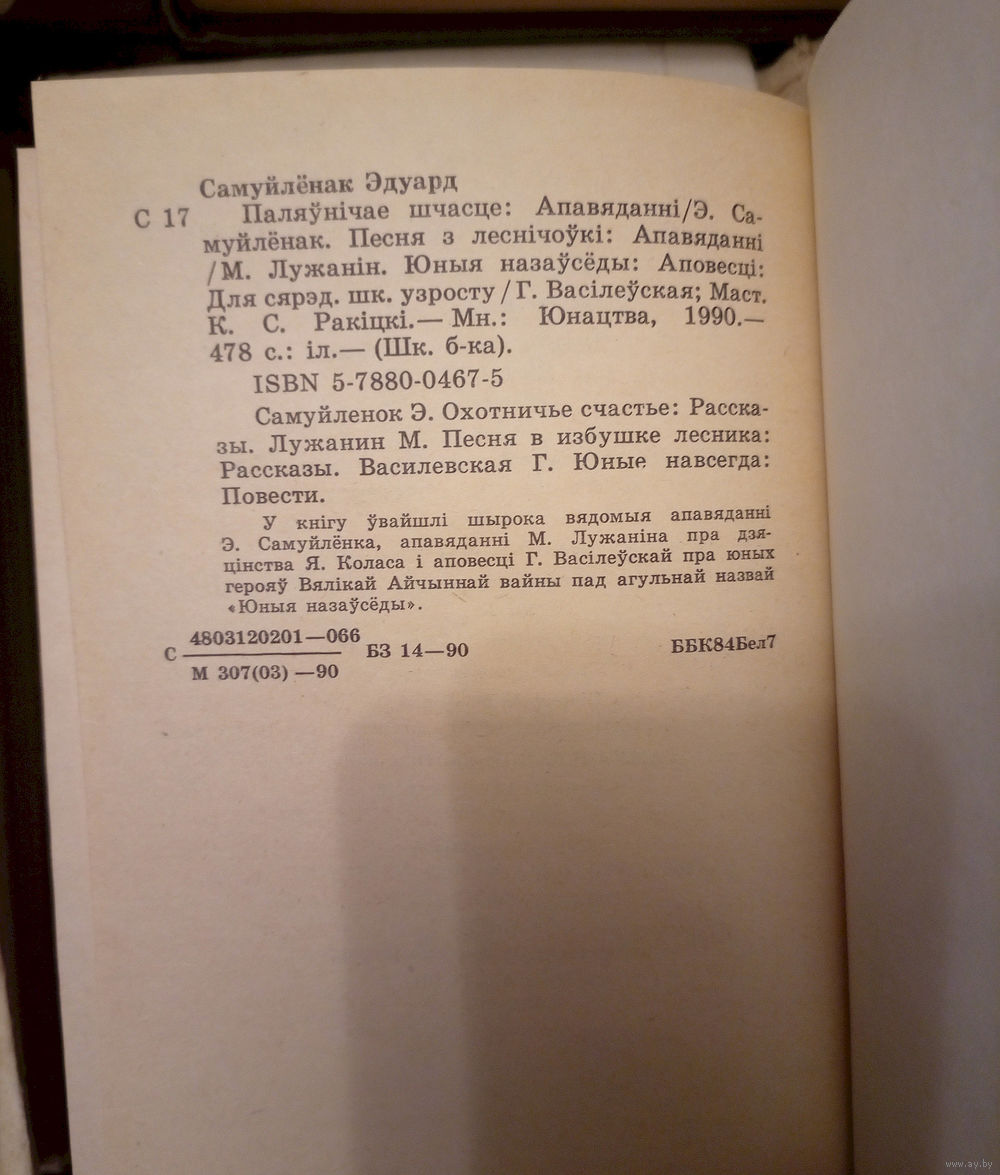 Самуйлёнак Эдуард
С 17 Паляўнічае шчасце: Апавяданні/Э. Са-
муйлёнак. Песня з леснічоўкі: Апавяданні
/М. Лужанін. Юныя назаўсёды: Аповесці:
Для сярэд. шк. узросту/Г. Васілеўская; Маст.
К. С. Ракіцкі.— Мн.: Юнацтва, 1990.—
478 с.: іл.— (Шк. б-ка).
ISBN 5-7880-0467-5
Самуйленок Э. Охотничье счастье: Расска-
зы. Лужанин М. Песня в избушке лесника:
Рассказы. Василевская Г. Юные навсегда:
Повести.
У кнігу ўвайшлі шырока вядомыя апавяданні
Э. Самуйлёнка, апавяданні М. Лужаніна пра дзя-
цінства Я. Коласа і аповесці Г. Васілеўскай пра юных
герояў Вялікай Айчыннай вайны пад агульнай назвай
«Юныя назаўсёды».
4803120201—066
С БЗ 14—90 ББК84Бел7
М 307(03) —90
www.ay.by